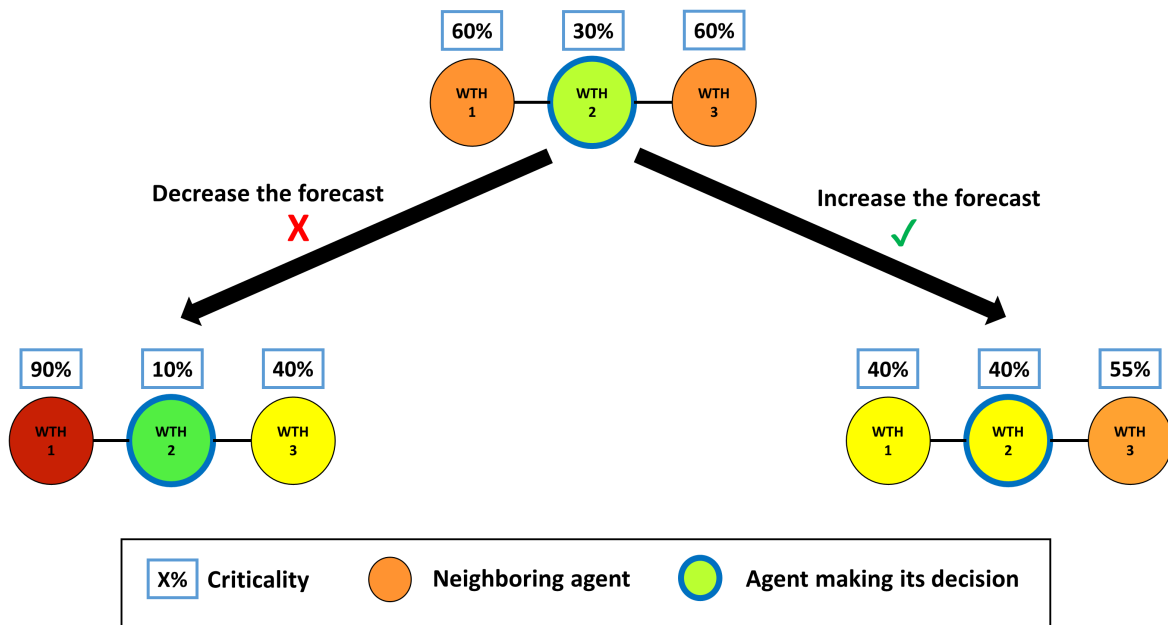 60% 30% 60%
WTH WTH WTH
1 2 3
Decrease the forecast
X
Increase the forecast
✓
90% 10% 40%
WTH WTH WTH
1 2 3
40% 40% 55%
WTH WTH WTH
1 2 3
X% Criticality Neighboring agent Agent making its decision